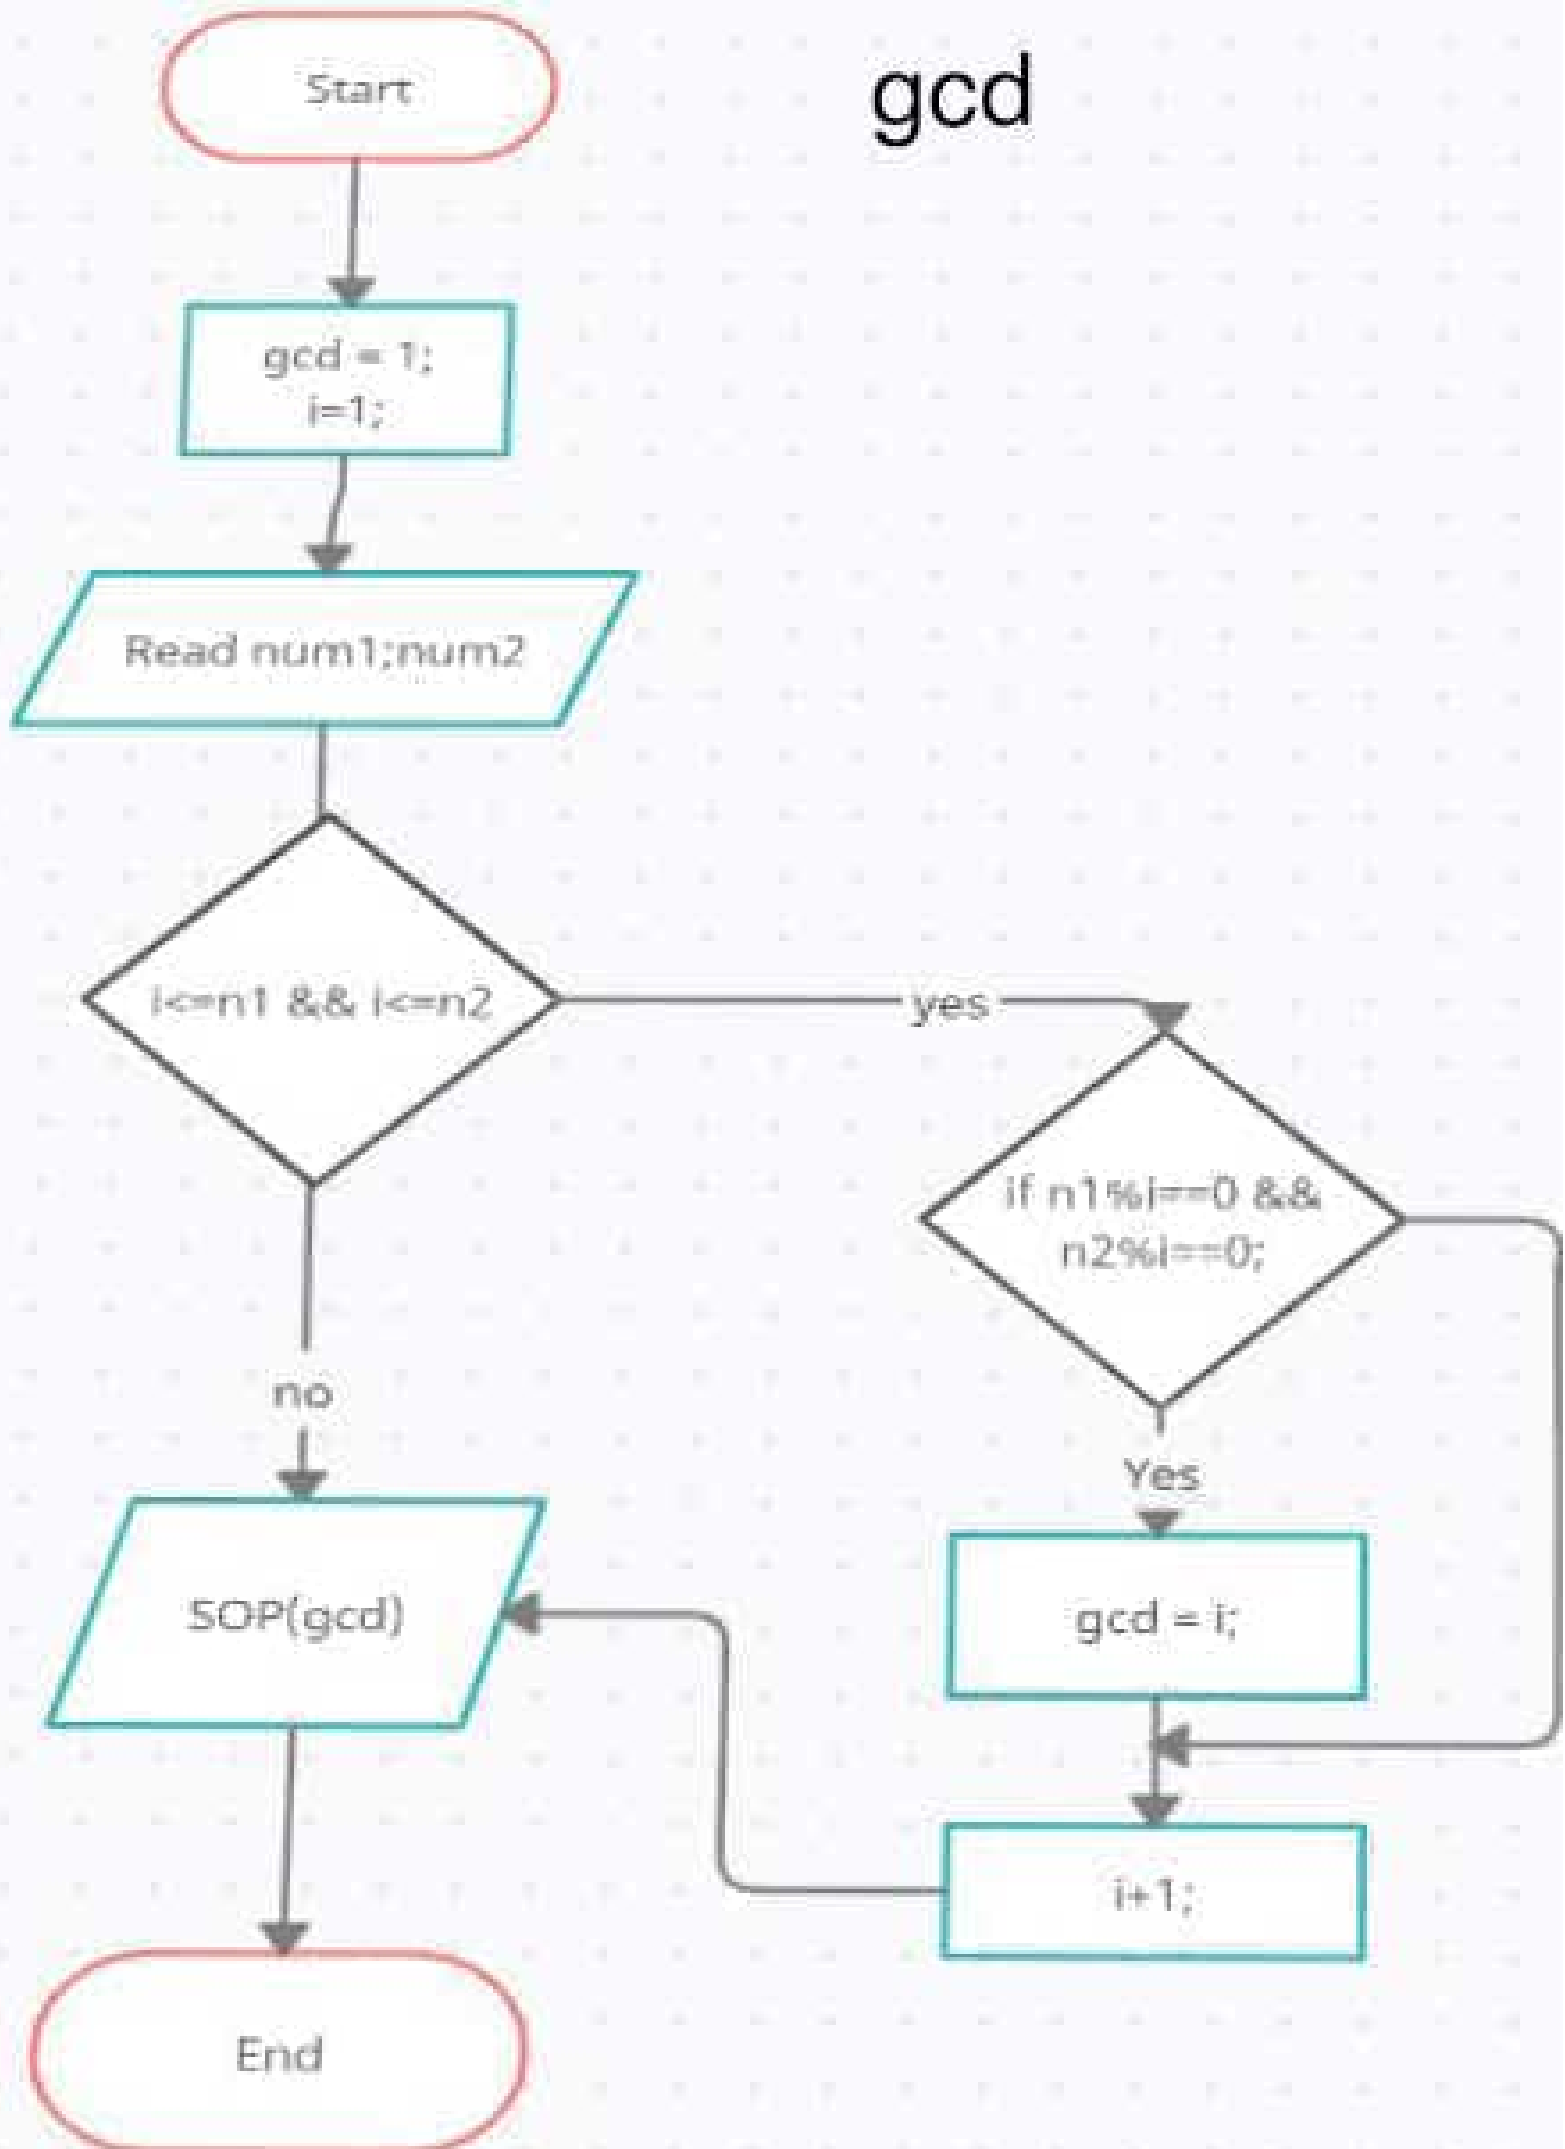 Start
gcd
gcd = 1;
i=1;
Read num1;num2
i<=n1 && i<=n2
yes
if n1%i==0 &&
n2%i==0;
no
Yes
SOP(gcd)
gcd = i;
i+1;
End